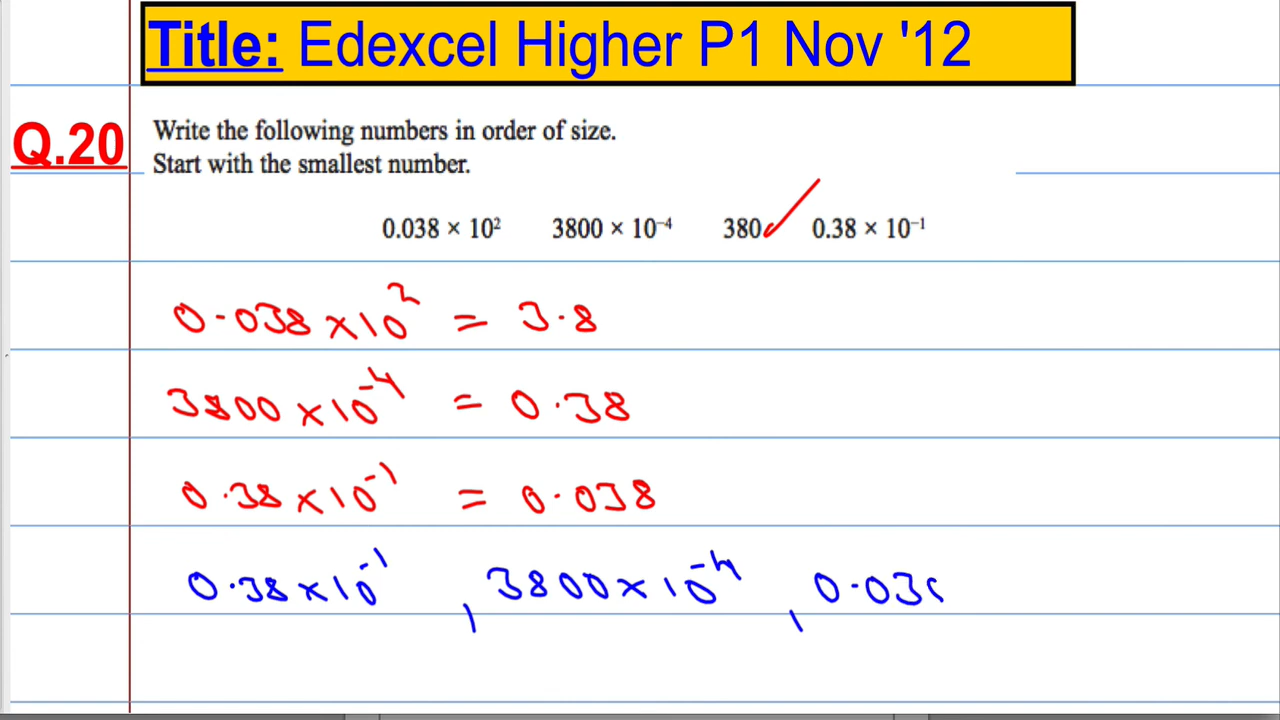 Title: Edexcel Higher P1 Nov '12
Q.20
Write the following numbers in order of size.
Start with the smallest number.
0.038 × 10² 3800 × 10⁻⁴ 380 0.38 × 10⁻¹
0.038 × 10² = 3.8
3800 × 10⁻⁴ = 0.38
0.38 × 10⁻¹ = 0.038
0.38 × 10⁻¹ , 3800 × 10⁻⁴ , 0.03